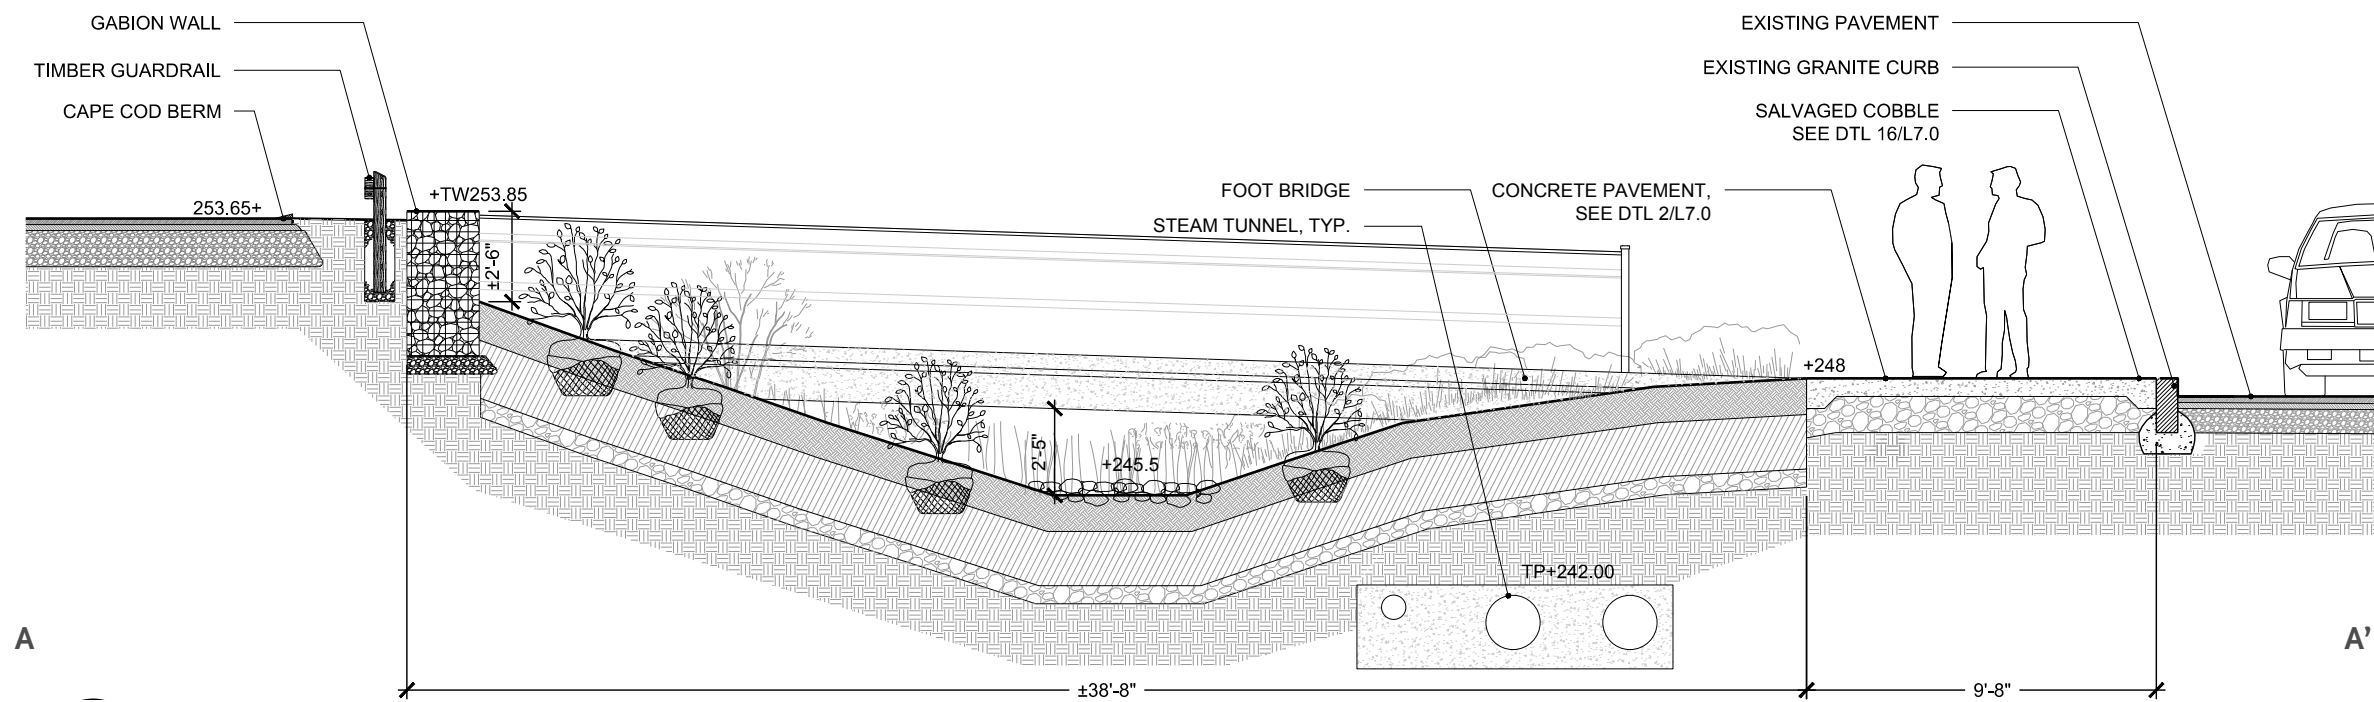 GABION WALL
TIMBER GUARDRAIL
CAPE COD BERM
253.65+
+TW253.85
±2'-6"
FOOT BRIDGE
STEAM TUNNEL, TYP.
CONCRETE PAVEMENT,
SEE DTL 2/L7.0
EXISTING PAVEMENT
EXISTING GRANITE CURB
SALVAGED COBBLE
SEE DTL 16/L7.0
+248
2'-5"
+245.5
TP+242.00
A
A’
±38'-8"
9'-8"